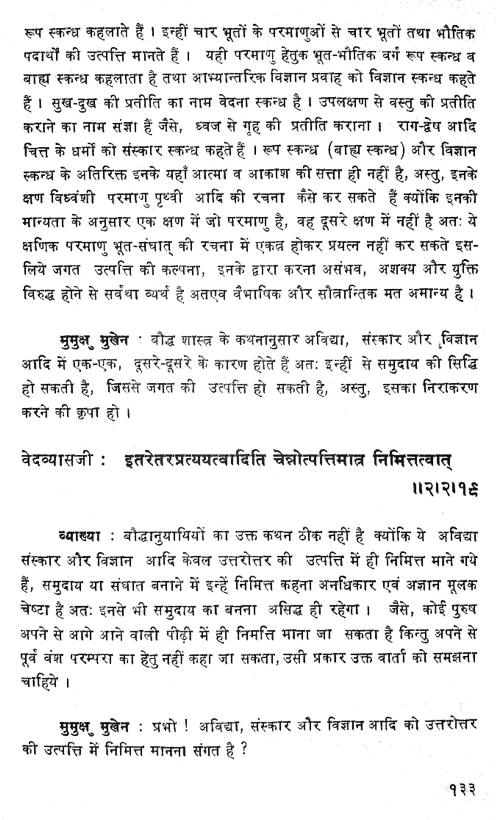 रूप स्कन्ध कहलाते हैं । इन्हीं चार भूतों के परमाणुओं से चार भूतों तथा भौतिक
पदार्थों की उत्पत्ति मानते हैं । यही परमाणु हेतुक भूत-भौतिक वर्ग रूप स्कन्ध व
बाह्य स्कन्ध कहलाता है तथा आभ्यान्तरिक विज्ञान प्रवाह को विज्ञान स्कन्ध कहते
हैं । सुख-दुख की प्रतीति का नाम वेदना स्कन्ध है । उपलक्षण से वस्तु की प्रतीति
कराने का नाम संज्ञा हैं जैसे, ध्वज से गृह की प्रतीति कराना । राग-द्वेष आदि
चित्त के धर्मों को संस्कार स्कन्ध कहते हैं । रूप स्कन्ध (बाह्य स्कन्ध) और विज्ञान
स्कन्ध के अतिरिक्त इनके यहाँ आत्मा व आकाश की सत्ता ही नहीं है, अस्तु, इनके
क्षण विध्वंशी परमाणु पृथ्वी आदि की रचना कैसे कर सकते हैं क्योंकि इनकी
मान्यता के अनुसार एक क्षण में जो परमाणु है, वह दूसरे क्षण में नहीं है अतः ये
क्षणिक परमाणु भूत-संघात् की रचना में एकत्र होकर प्रयत्न नहीं कर सकते इस-
लिये जगत उत्पत्ति की कल्पना, इनके द्वारा करना असंभव, अशक्य और युक्ति
विरुद्ध होने से सर्वथा व्यर्थ है अतएव वैभाषिक और सौत्रान्तिक मत अमान्य है ।
मुमुक्षु मुखेन : बौद्ध शास्त्र के कथनानुसार अविद्या, संस्कार और विज्ञान
आदि में एक-एक, दूसरे-दूसरे के कारण होते हैं अतः इन्हीं से समुदाय की सिद्धि
हो सकती है, जिससे जगत की उत्पत्ति हो सकती है, अस्तु, इसका निराकरण
करने की कृपा हो ।
वेदव्यासजी : इतरेतरप्रत्ययत्वादिति चेन्नोत्पत्तिमात्र निमित्तत्वात्
॥२।२।१९
व्याख्या : बौद्धानुयायियों का उक्त कथन ठीक नहीं है क्योंकि ये अविद्या
संस्कार और विज्ञान आदि केवल उत्तरोत्तर की उत्पत्ति में ही निमित्त माने गये
हैं, समुदाय या संघात बनाने में इन्हें निमित्त कहना अनधिकार एवं अज्ञान मूलक
चेष्टा है अतः इनसे भी समुदाय का बनना असिद्ध ही रहेगा । जैसे, कोई पुरुष
अपने से आगे आने वाली पीढ़ी में ही निमत्ति माना जा सकता है किन्तु अपने से
पूर्व वंश परम्परा का हेतु नहीं कहा जा सकता, उसी प्रकार उक्त वार्ता को समझना
चाहिये ।
मुमुक्षु मुखेन : प्रभो ! अविद्या, संस्कार और विज्ञान आदि को उत्तरोत्तर
की उत्पत्ति में निमित्त मानना संगत है ?
१३३